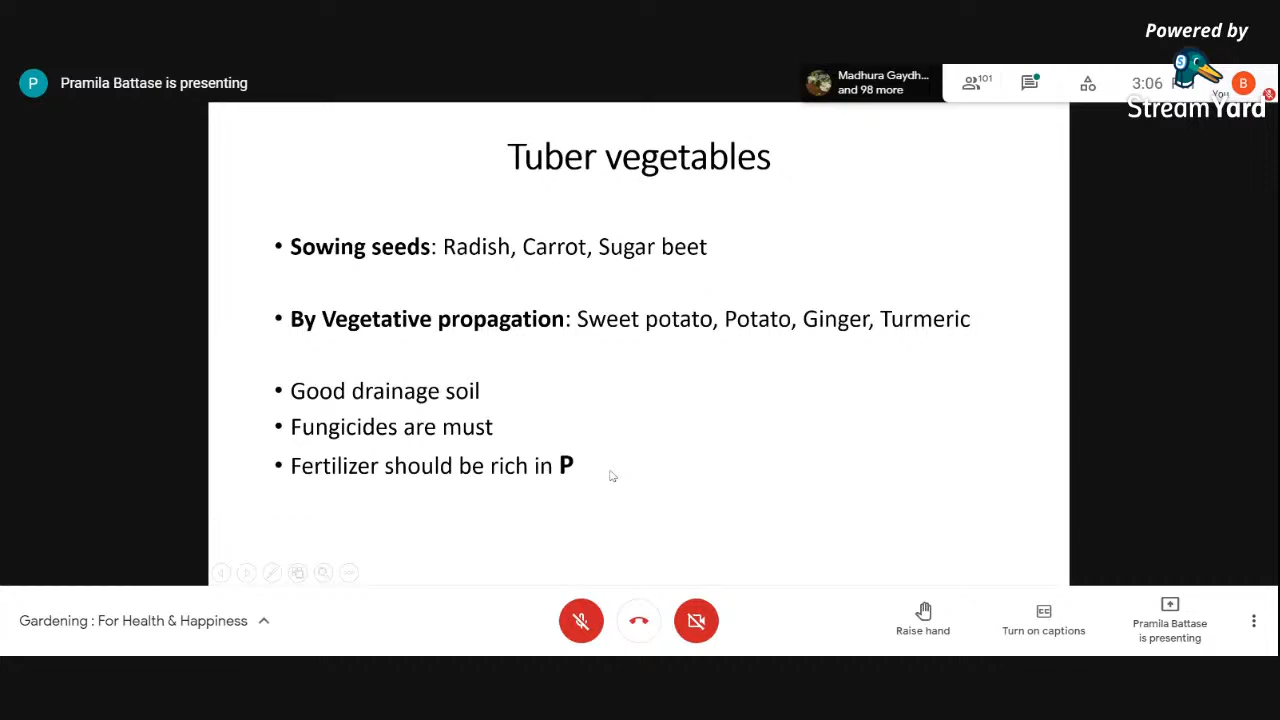 Powered by
StreamYard
P
Pramila Battase is presenting
Madhura Gaydh...
and 98 more
101
3:06
You
B
Tuber vegetables
• Sowing seeds: Radish, Carrot, Sugar beet
• By Vegetative propagation: Sweet potato, Potato, Ginger, Turmeric
• Good drainage soil
• Fungicides are must
• Fertilizer should be rich in P
Gardening : For Health & Happiness
Raise hand
CC
Turn on captions
Pramila Battase
is presenting